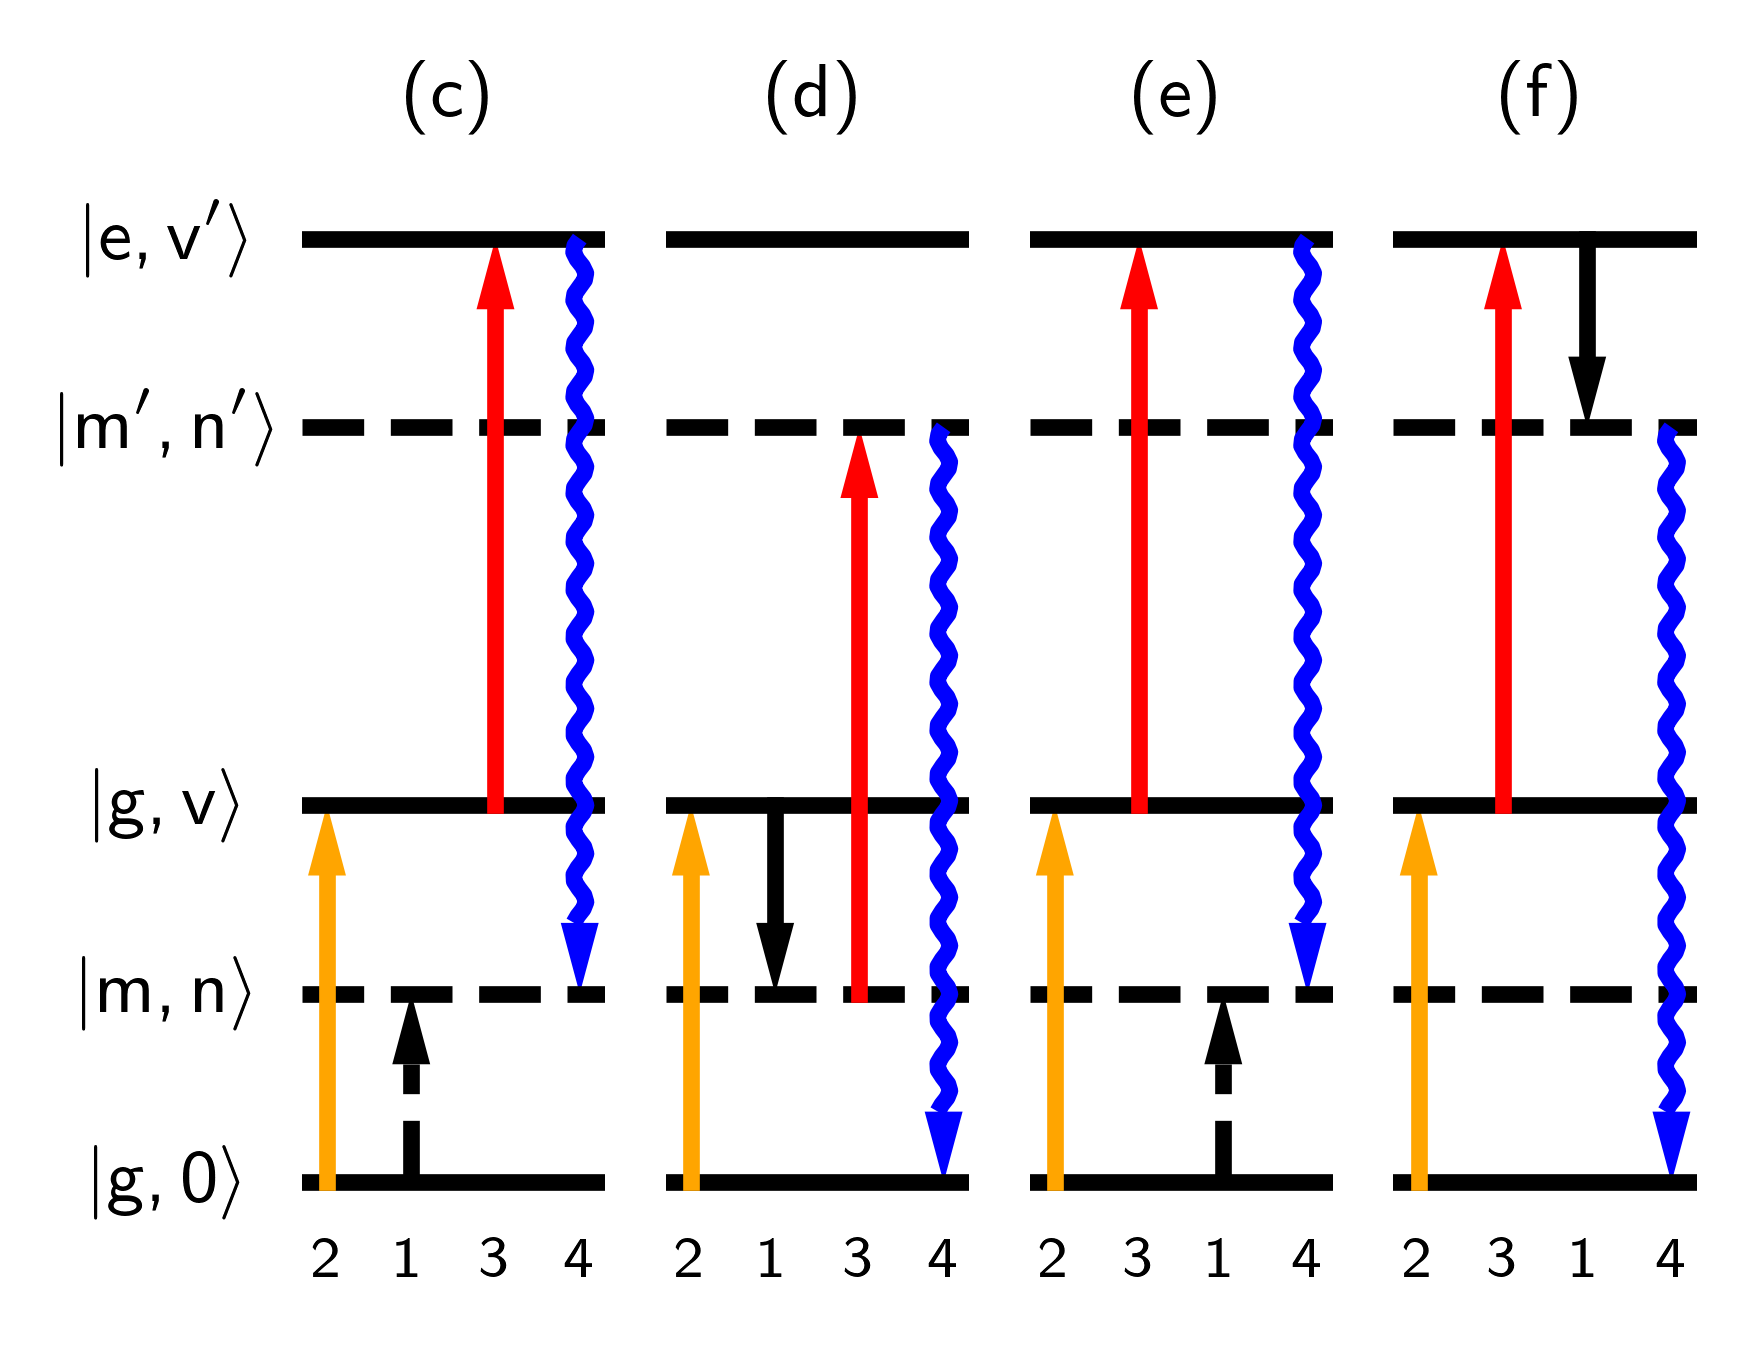 (c) (d) (e) (f)
|e, v′⟩
|m′, n′⟩
|g, v⟩
|m, n⟩
|g, 0⟩
2 1 3 4 2 1 3 4 2 3 1 4 2 3 1 4